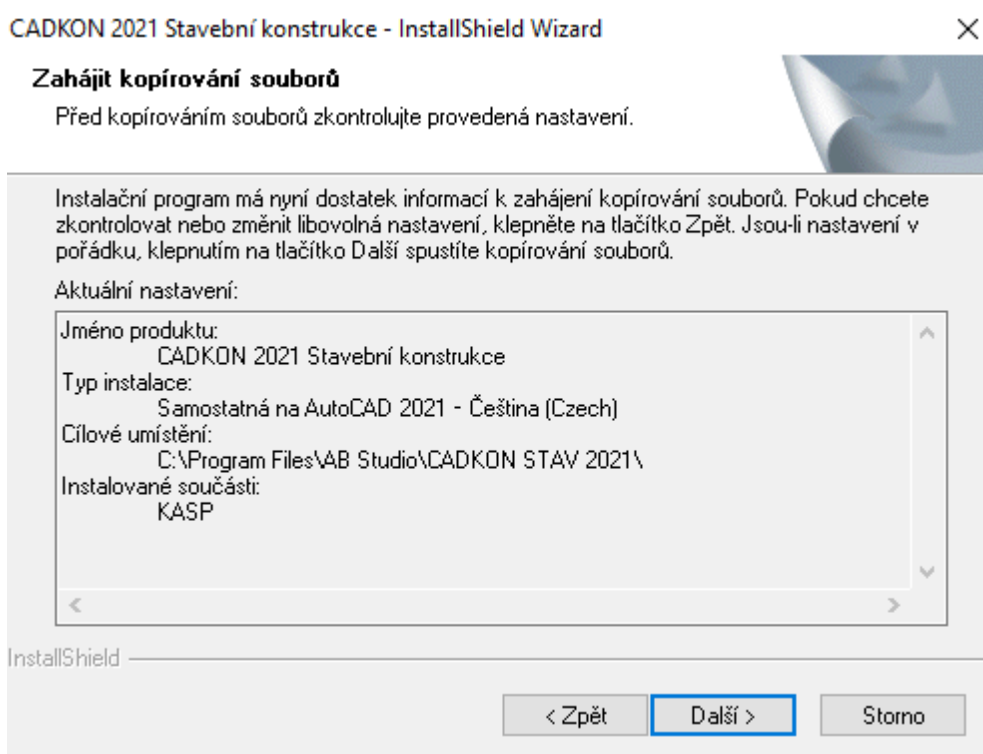 CADKON 2021 Stavební konstrukce - InstallShield Wizard
Zahájit kopírování souborů
Před kopírováním souborů zkontrolujte provedená nastavení.
Instalační program má nyní dostatek informací k zahájení kopírování souborů. Pokud chcete
zkontrolovat nebo změnit libovolná nastavení, klepněte na tlačítko Zpět. Jsou-li nastavení v
pořádku, klepnutím na tlačítko Další spustíte kopírování souborů.
Aktuální nastavení:
Jméno produktu:
CADKON 2021 Stavební konstrukce
Typ instalace:
Samostatná na AutoCAD 2021 - Čeština (Czech)
Cílové umístění:
C:\Program Files\AB Studio\CADKON STAV 2021\
Instalované součásti:
KASP
InstallShield
< Zpět
Další >
Storno